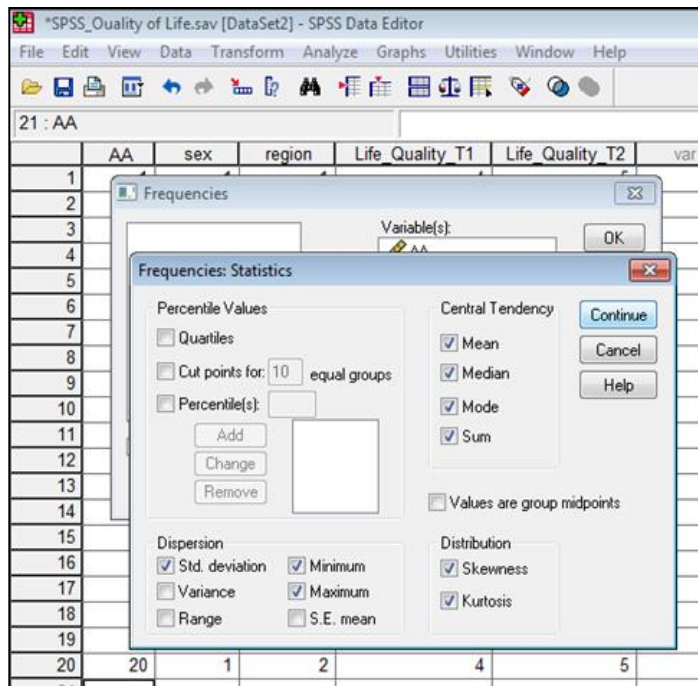 *SPSS_Ouality of Life.sav [DataSet2] - SPSS Data Editor
File Edit View Data Transform Analyze Graphs Utilities Window Help
21 : AA
AA sex region Life_Quality_T1 Life_Quality_T2 var
1
2
3
4
5
6
7
8
9
10
11
12
13
14
15
16
17
18
19
20 20 1 2 4 5
Frequencies
Variable(s):
AA
OK
Frequencies: Statistics
Percentile Values
Quartiles
Cut points for: 10 equal groups
Percentile(s):
Add
Change
Remove
Central Tendency
Mean
Median
Mode
Sum
Continue
Cancel
Help
Values are group midpoints
Dispersion
Std. deviation Minimum
Variance Maximum
Range S.E. mean
Distribution
Skewness
Kurtosis